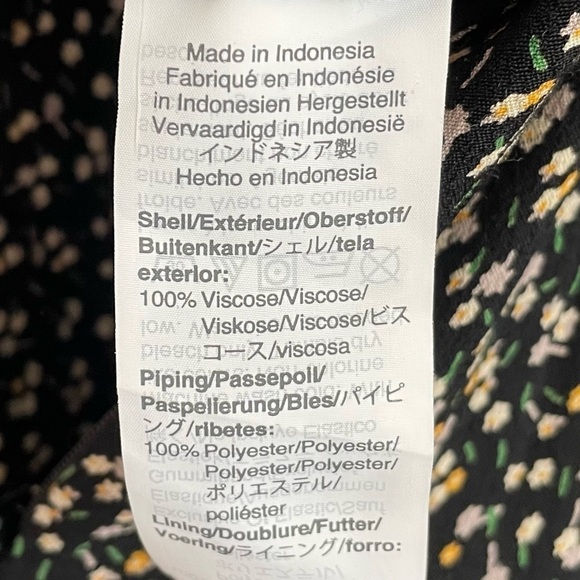 Made in Indonesia
Fabriqué en Indonésie
in Indonesien Hergestellt
Vervaardigd in Indonesië
インドネシア製
Hecho en Indonesia
Shell/Extérieur/Oberstoff/
Buitenkant/シェル/tela
exterior:
100% Viscose/Viscose/
Viskose/Viscose/ビス
コース/viscosa
Piping/Passepoil/
Paspelierung/Bies/パイピ
ング/ribetes:
100% Polyester/Polyester/
Polyester/Polyester/
ポリエステル/
poliéster
Lining/Doublure/Futter/
Voering/ライニング/forro: